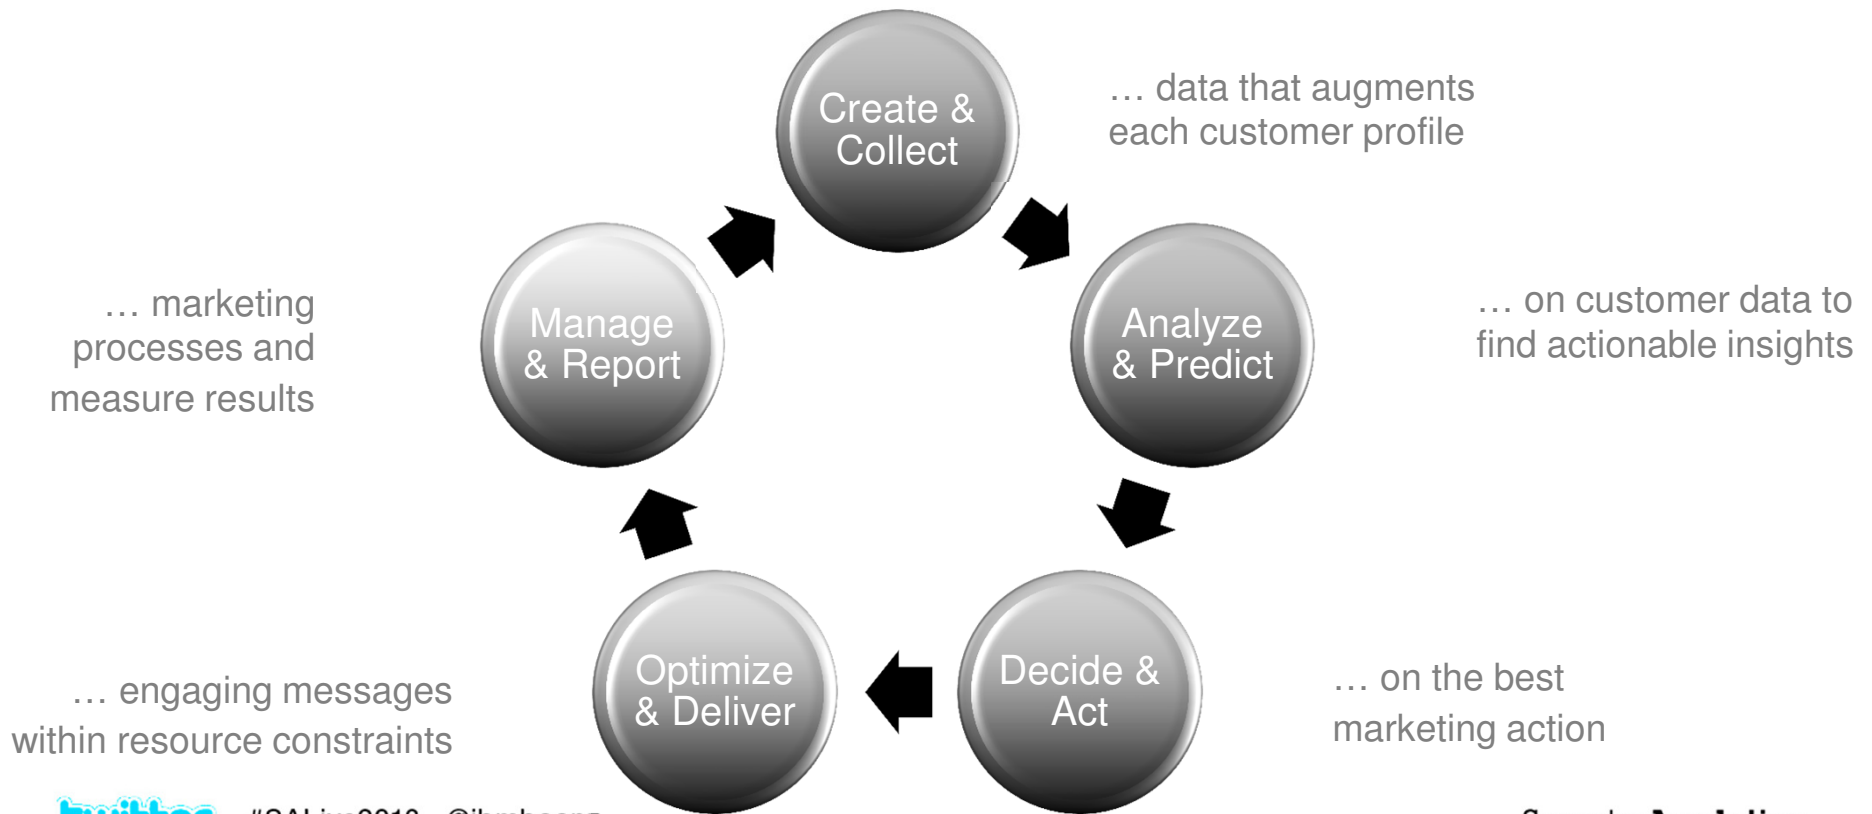 Create &
Collect
… data that augments
each customer profile
Analyze
& Predict
… on customer data to
find actionable insights
Decide &
Act
… on the best
marketing action
Optimize
& Deliver
… engaging messages
within resource constraints
Manage
& Report
… marketing
processes and
measure results
twitter